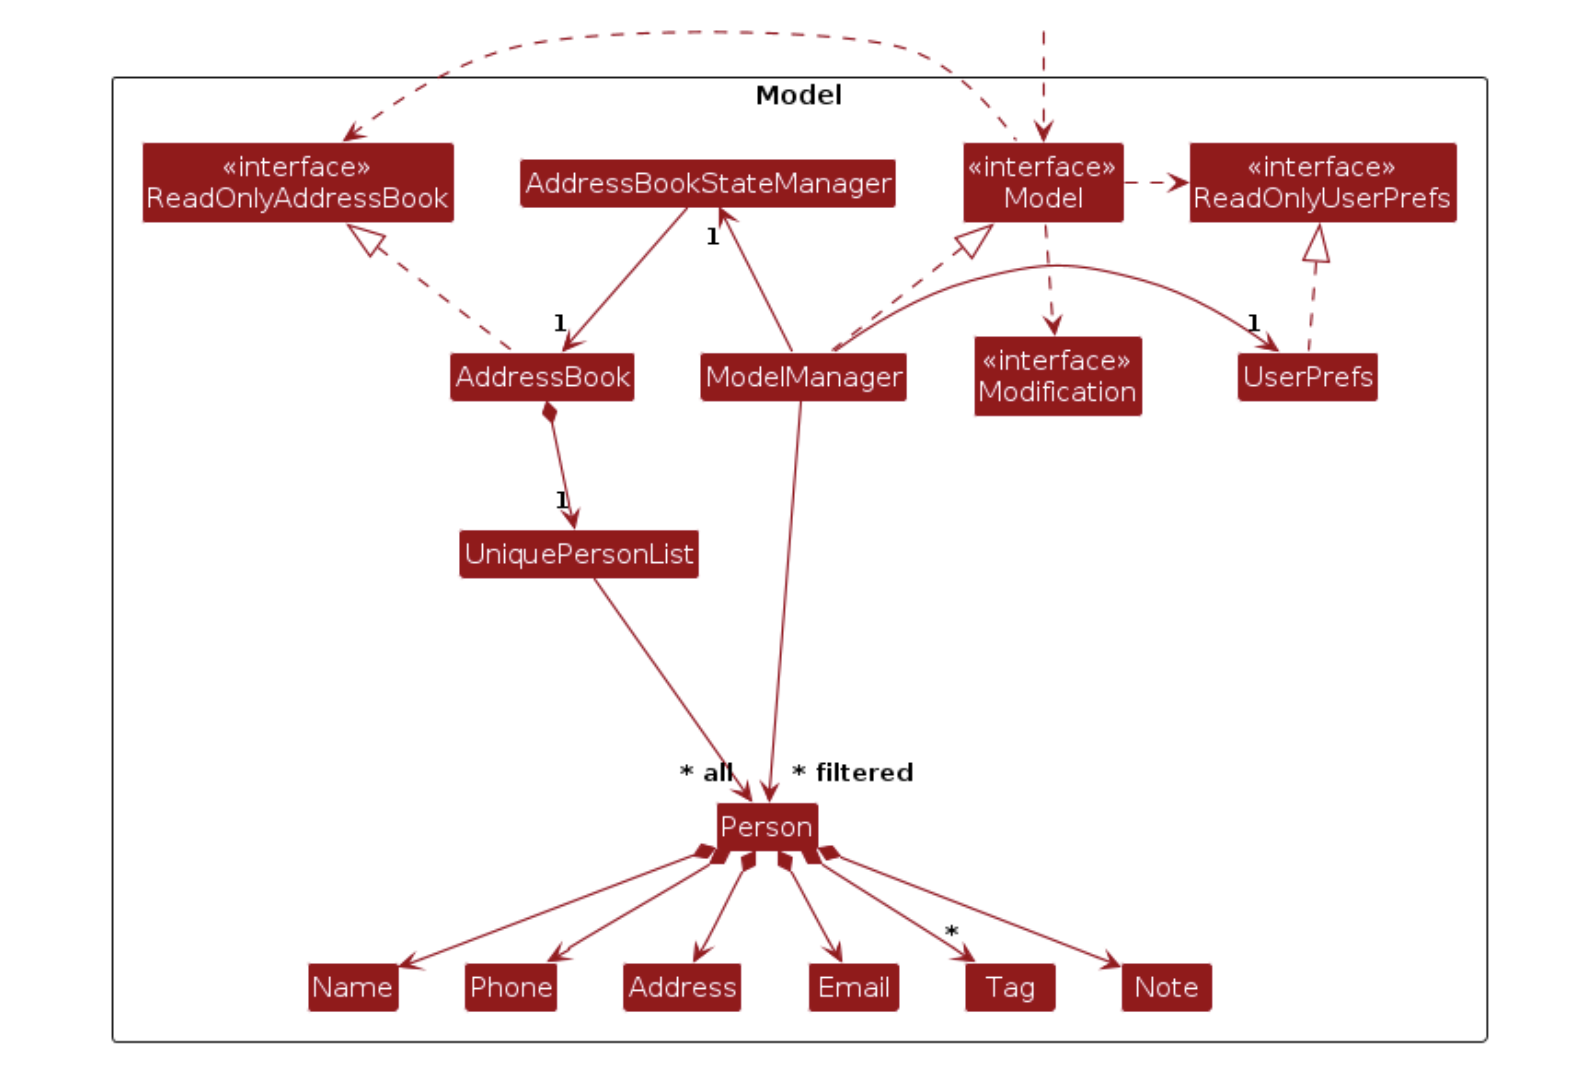 Model
«interface»
ReadOnlyAddressBook
AddressBookStateManager
«interface»
Model
«interface»
ReadOnlyUserPrefs
1
1
1
AddressBook
ModelManager
«interface»
Modification
UserPrefs
1
UniquePersonList
* all
* filtered
Person
*
Name
Phone
Address
Email
Tag
Note